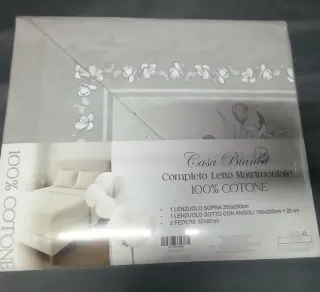 Casa Bianca
Completo Letto Matrimoniale
100% COTONE
1 LENZUOLO SOPRA 250x290cm
1 LENZUOLO SOTTO CON ANGOLI 180x200cm + 25 cm
2 FEDERE 52x82cm
100% COTONE